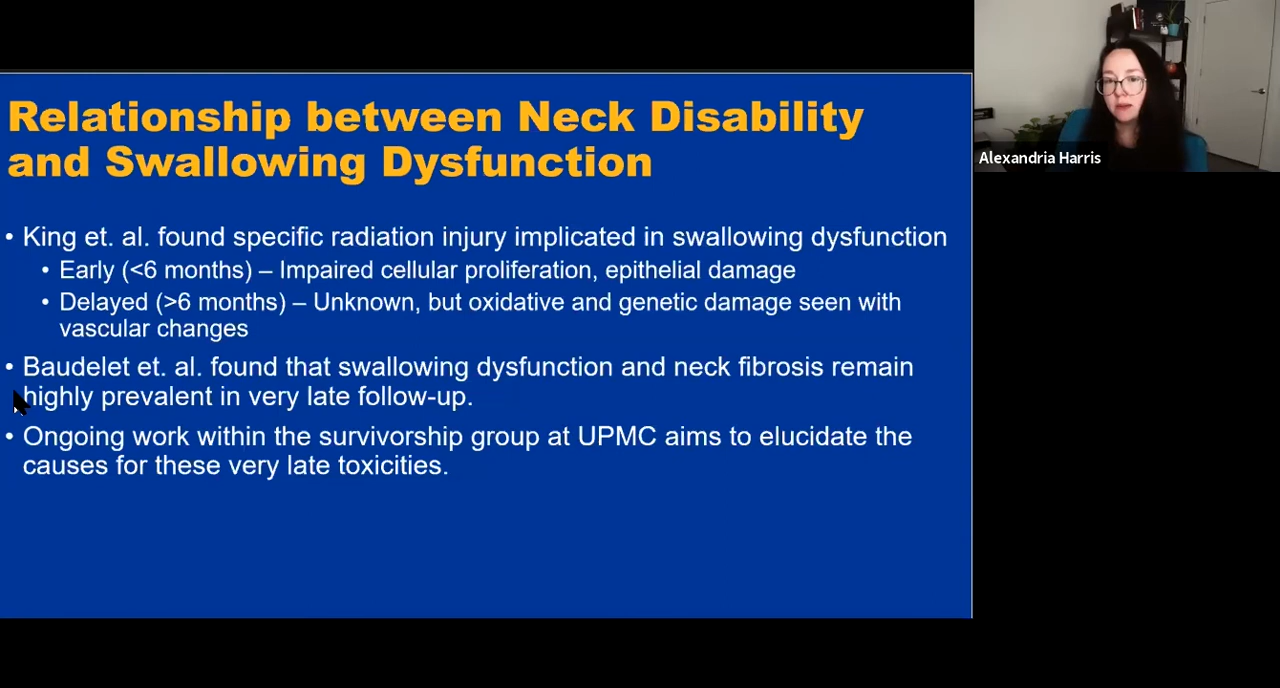 Relationship between Neck Disability
and Swallowing Dysfunction
• King et. al. found specific radiation injury implicated in swallowing dysfunction
• Early (<6 months) – Impaired cellular proliferation, epithelial damage
• Delayed (>6 months) – Unknown, but oxidative and genetic damage seen with
vascular changes
• Baudelet et. al. found that swallowing dysfunction and neck fibrosis remain
highly prevalent in very late follow-up.
• Ongoing work within the survivorship group at UPMC aims to elucidate the
causes for these very late toxicities.
Alexandria Harris